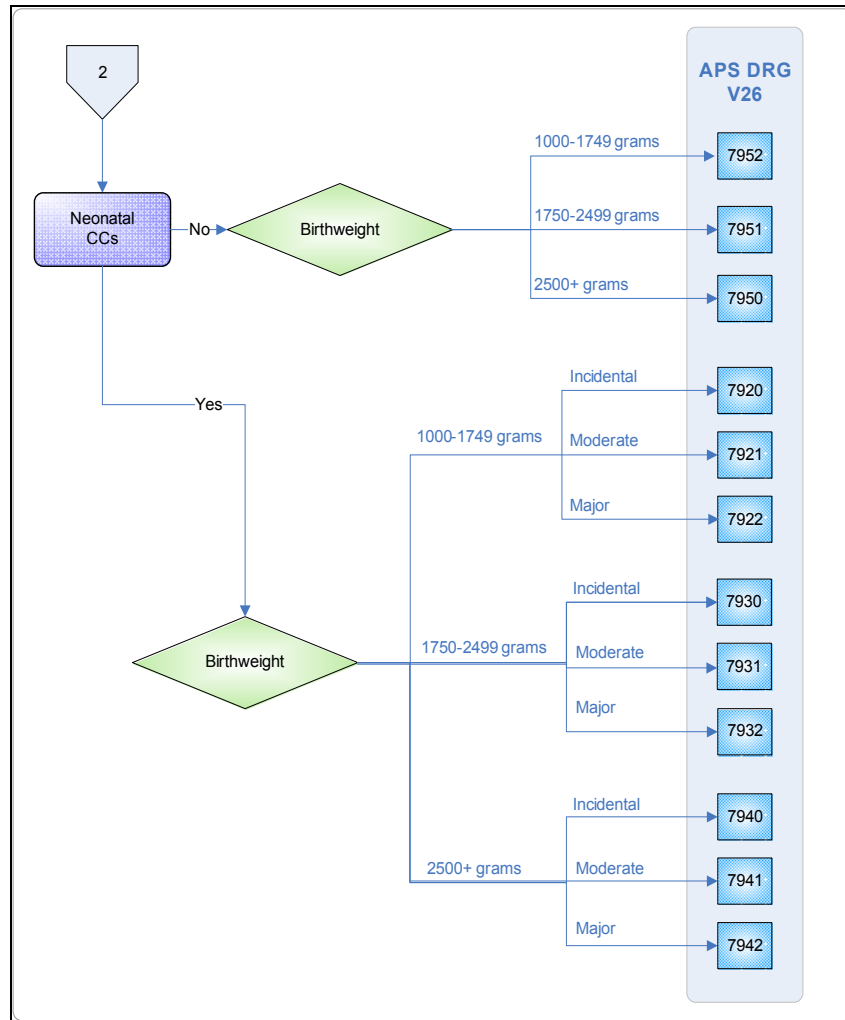 2
APS DRG
V26
1000-1749 grams
7952
Neonatal
CCs
No
Birthweight
1750-2499 grams
7951
2500+ grams
7950
Yes
Incidental
7920
1000-1749 grams
Moderate
7921
Major
7922
Birthweight
Incidental
7930
1750-2499 grams
Moderate
7931
Major
7932
Incidental
7940
2500+ grams
Moderate
7941
Major
7942